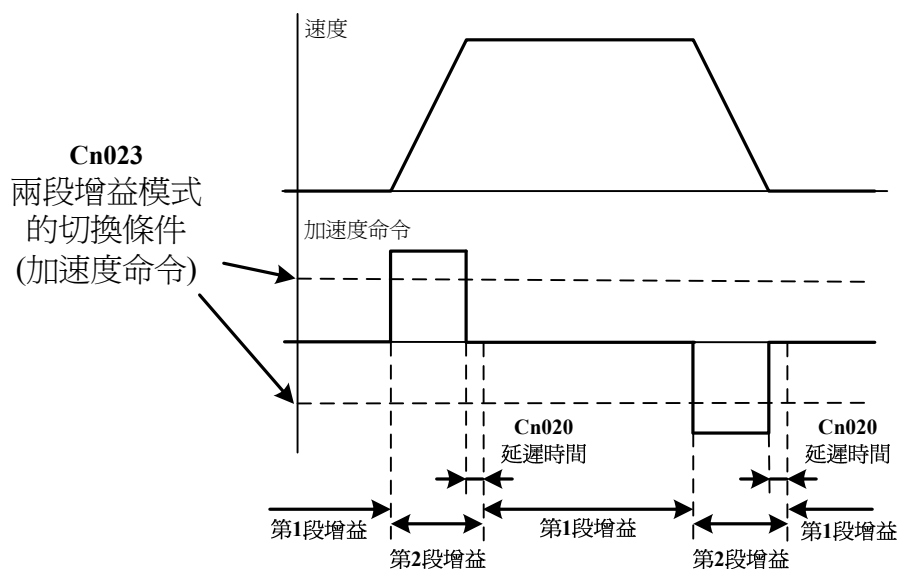 速度
Cn023
兩段增益模式
的切換條件
(加速度命令)
加速度命令
Cn020
延遲時間
Cn020
延遲時間
第1段增益
第2段增益
第1段增益
第2段增益
第1段增益